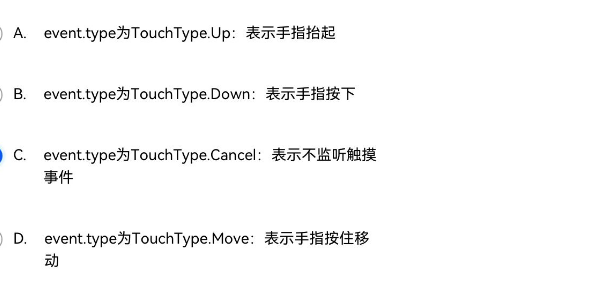 A. event.type为TouchType.Up：表示手指抬起
B. event.type为TouchType.Down：表示手指按下
C. event.type为TouchType.Cancel：表示不监听触摸
事件
D. event.type为TouchType.Move：表示手指按住移
动